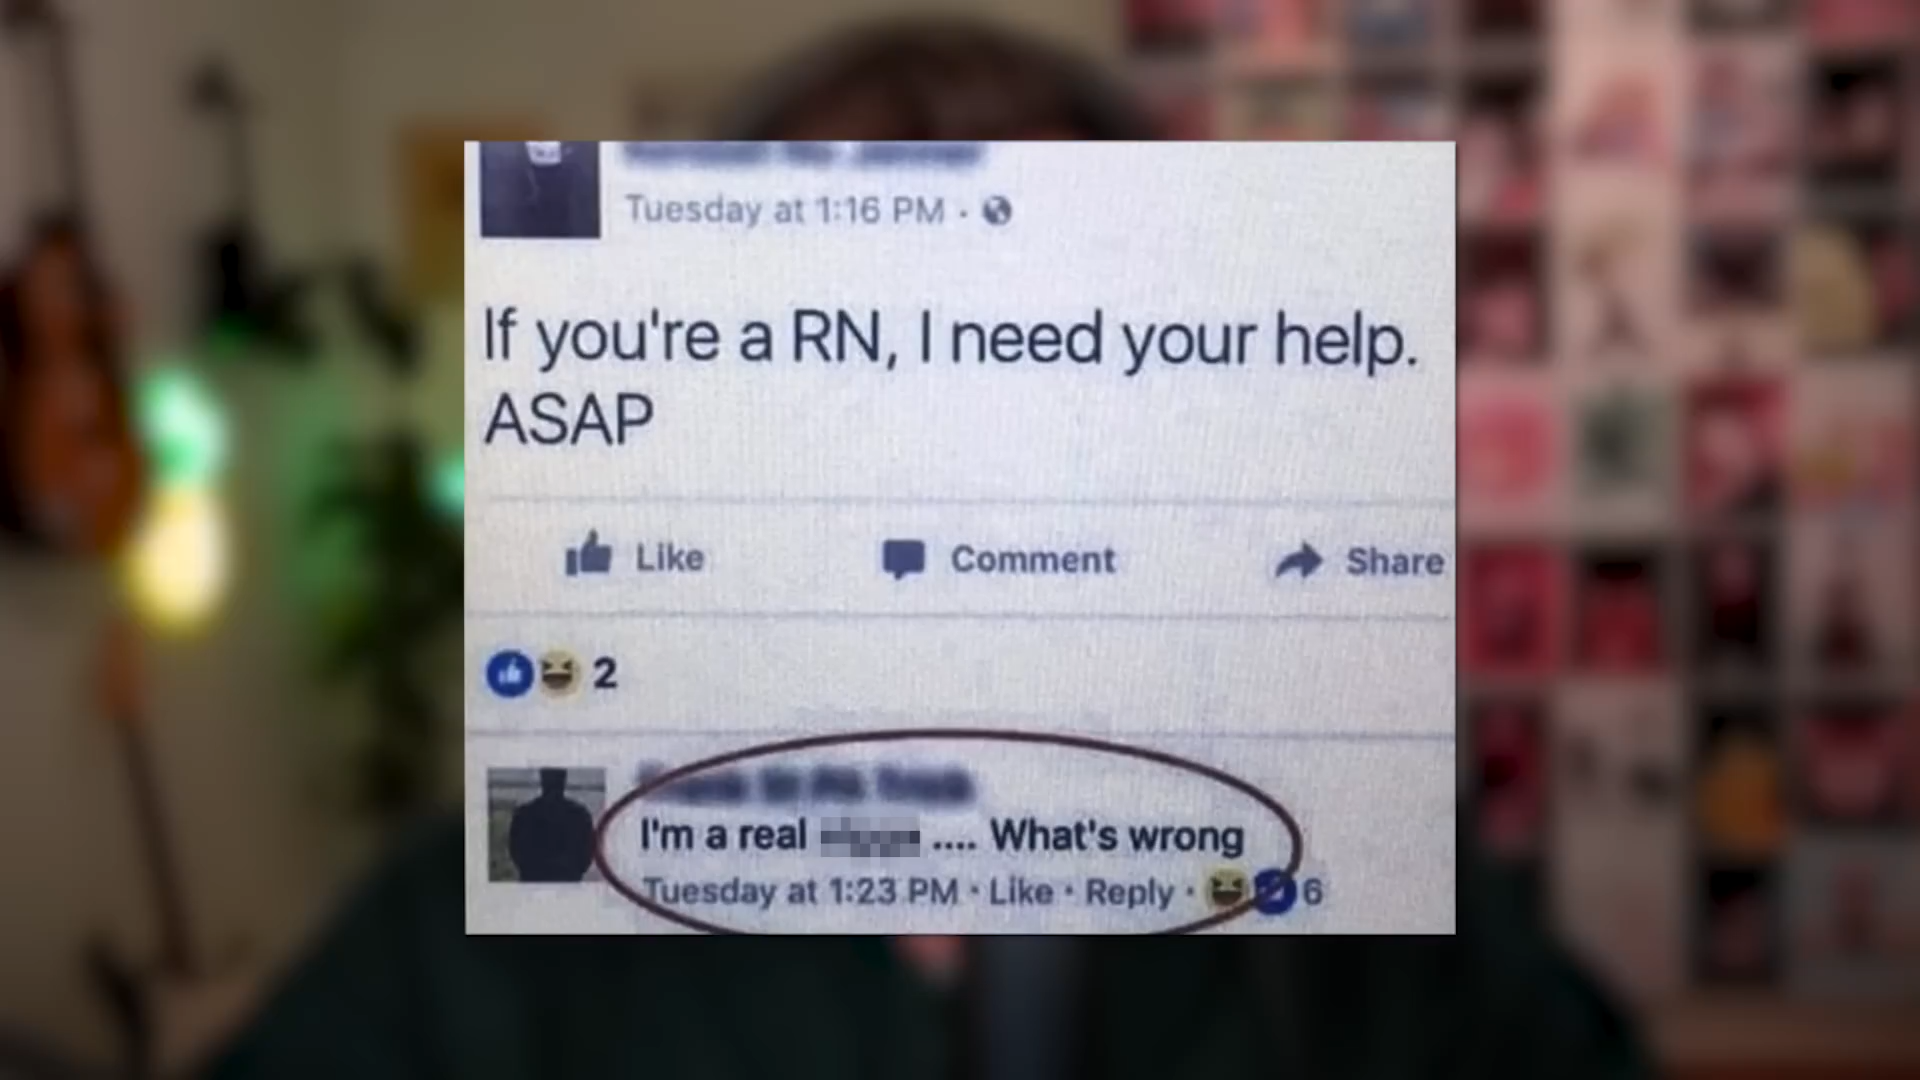 Tuesday at 1:16 PM ·
If you're a RN, I need your help.
ASAP
Like Comment Share
2
I'm a real .... What's wrong
Tuesday at 1:23 PM · Like · Reply · 6